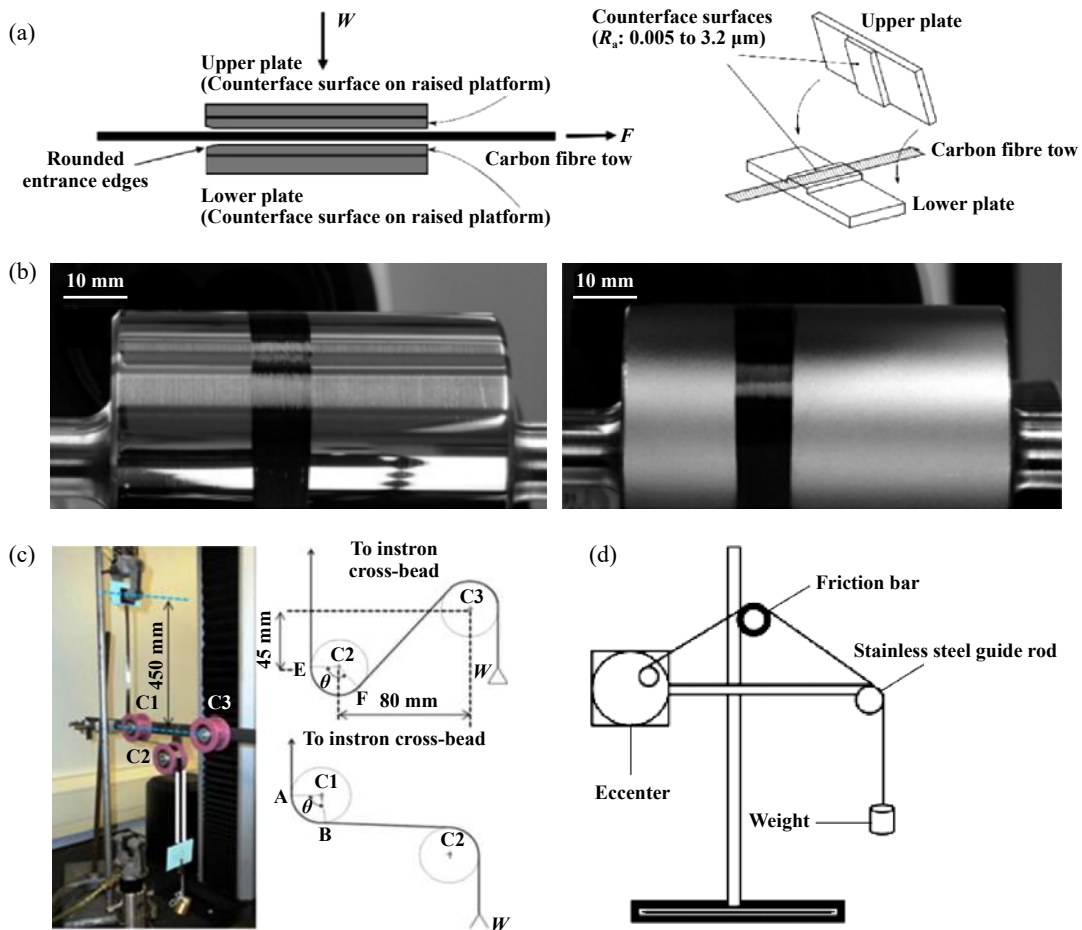 (a)
W
Upper plate
(Counterface surface on raised platform)
F
Rounded
entrance edges
Carbon fibre tow
Lower plate
(Counterface surface on raised platform)
Counterface surfaces
(Ra: 0.005 to 3.2 μm)
Upper plate
Carbon fibre tow
Lower plate
(b)
10 mm
10 mm
(c)
450 mm
C1
C3
C2
To instron
cross-bead
C3
45 mm
C2
E
θ
F
W
80 mm
To instron cross-bead
C1
A
θ
B
C2
W
(d)
Friction bar
Stainless steel guide rod
Eccenter
Weight